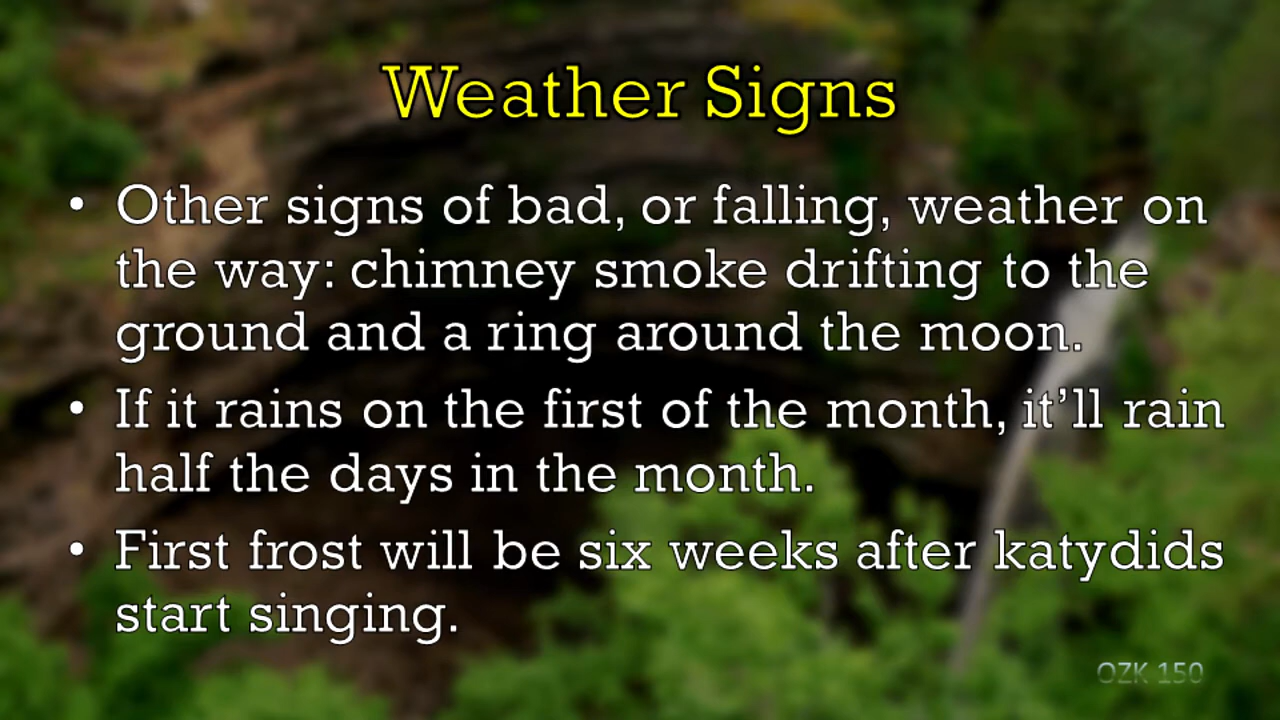 Weather Signs
• Other signs of bad, or falling, weather on
the way: chimney smoke drifting to the
ground and a ring around the moon.
• If it rains on the first of the month, it’ll rain
half the days in the month.
• First frost will be six weeks after katydids
start singing.
OZK 150